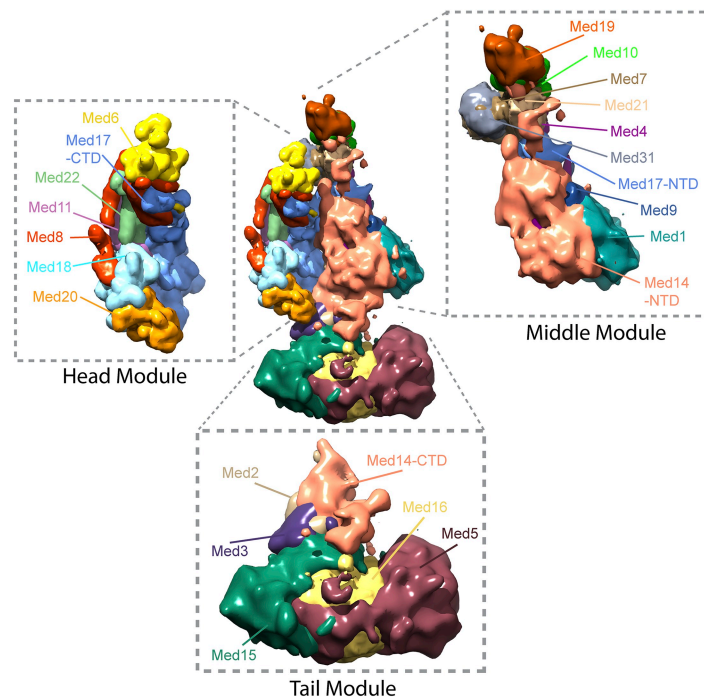 Med19
Med10
Med7
Med21
Med4
Med31
Med17-NTD
Med9
Med1
Med14
-NTD
Middle Module
Med6
Med17
-CTD
Med22
Med11
Med8
Med18
Med20
Head Module
Med2
Med14-CTD
Med16
Med5
Med3
Med15
Tail Module